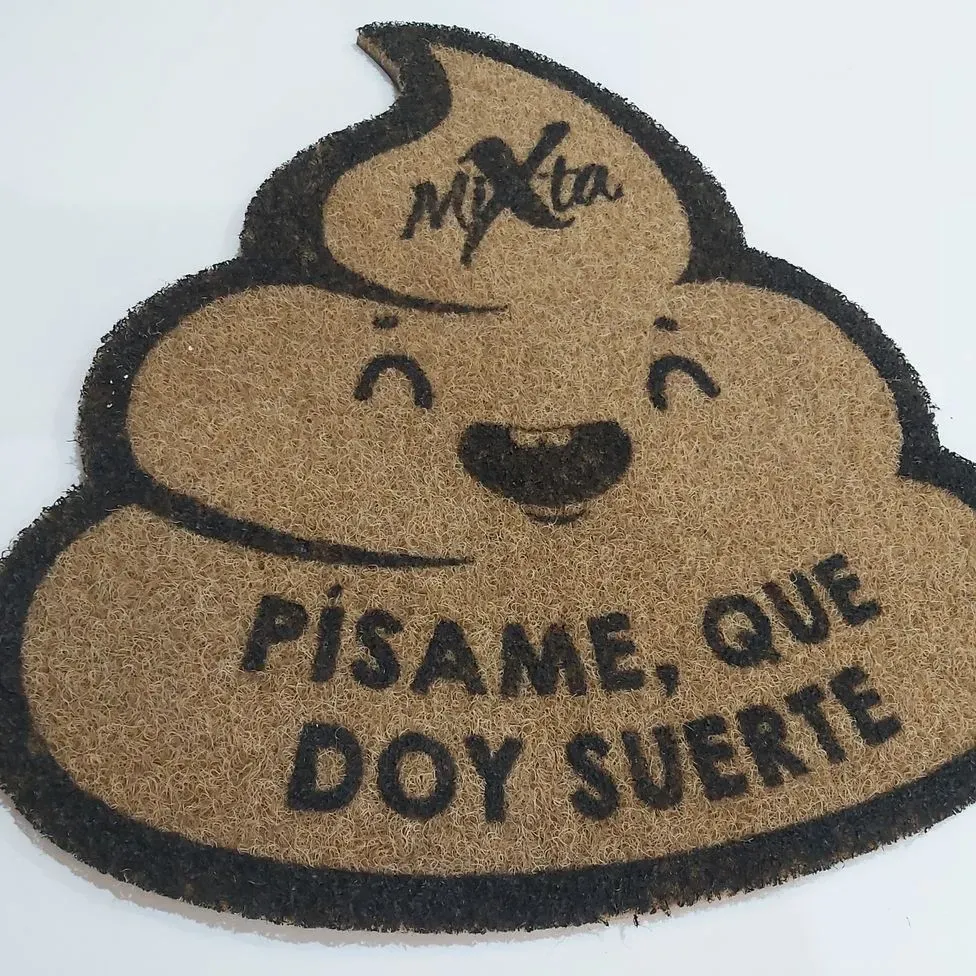 MiXta
PÍSAME, QUE
DOY SUERTE